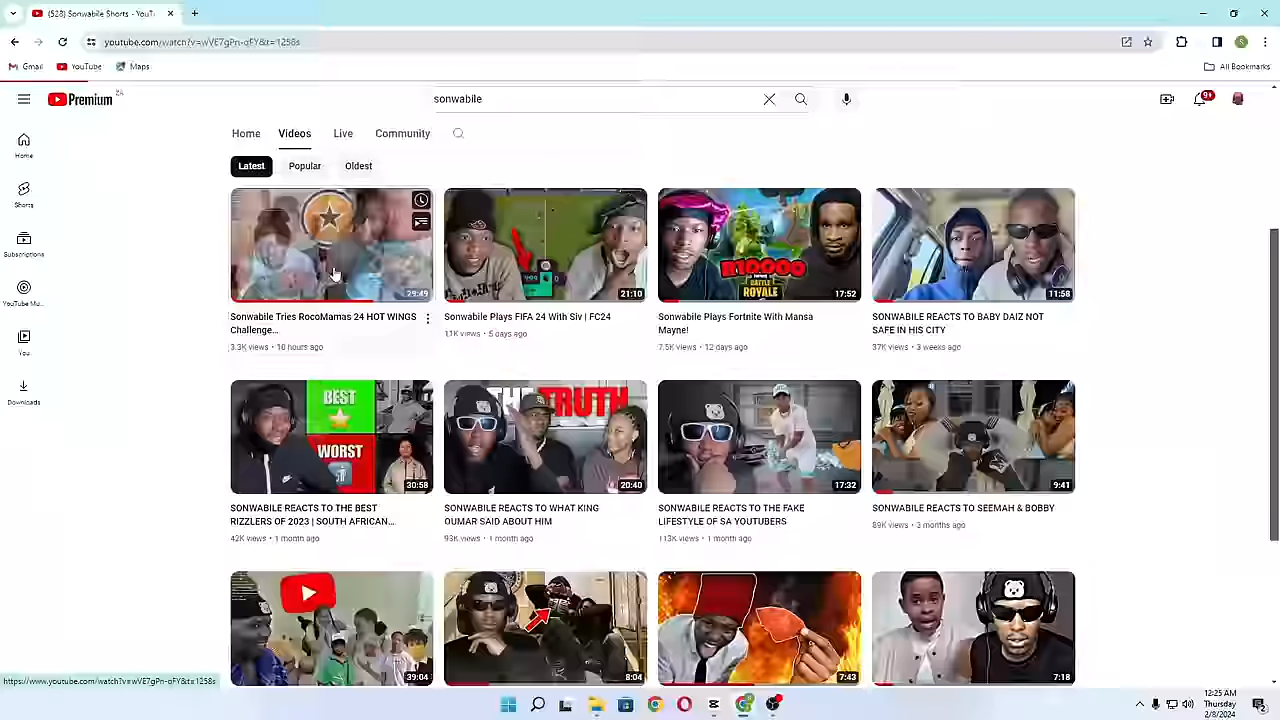 (528) Sonwabile Shorts - YouT
youtube.com/watch?v=wVE7gPn-qFY&t=1258s
Gmail
YouTube
Maps
All Bookmarks
Premium
ZA
sonwabile
9+
Home
Videos
Live
Community
Latest
Popular
Oldest
Home
Shorts
Subscriptions
YouTube Mu...
You
Downloads
29:49
21:10
R10000
BATTLE
ROYALE
17:52
11:58
Sonwabile Tries RocoMamas 24 HOT WINGS
Challenge...
3.3K views • 10 hours ago
Sonwabile Plays FIFA 24 With Siv | FC24
11K views • 5 days ago
Sonwabile Plays Fortnite With Mansa
Mayne!
7.5K views • 12 days ago
SONWABILE REACTS TO BABY DAIZ NOT
SAFE IN HIS CITY
37K views • 3 weeks ago
BEST
WORST
30:58
THE TRUTH
20:40
17:32
9:41
SONWABILE REACTS TO THE BEST
RIZZLERS OF 2023 | SOUTH AFRICAN...
42K views • 1 month ago
SONWABILE REACTS TO WHAT KING
OUMAR SAID ABOUT HIM
93K views • 1 month ago
SONWABILE REACTS TO THE FAKE
LIFESTYLE OF SA YOUTUBERS
113K views • 1 month ago
SONWABILE REACTS TO SEEMAH & BOBBY
89K views • 3 months ago
39:04
8:04
7:43
7:18
https://www.youtube.com/watch?v=wVE7gPn-qFY&t=1258s
12:25 AM
Thursday
2/8/2024